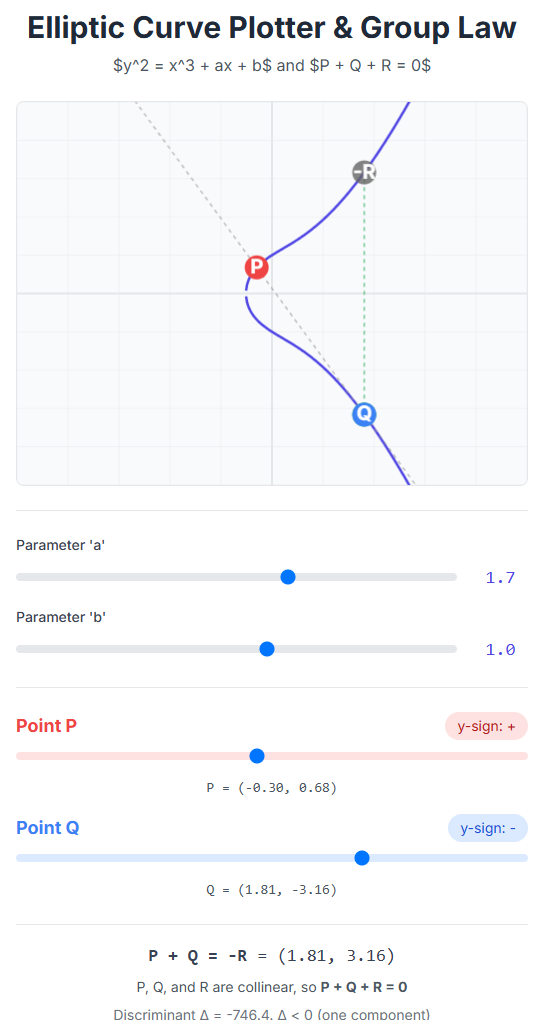 Elliptic Curve Plotter & Group Law
$y^2 = x^3 + ax + b$ and $P + Q + R = 0$
-R
P
Q
Parameter 'a'
1.7
Parameter 'b'
1.0
Point P
y-sign: +
P = (-0.30, 0.68)
Point Q
y-sign: -
Q = (1.81, -3.16)
P + Q = -R = (1.81, 3.16)
P, Q, and R are collinear, so P + Q + R = 0
Discriminant Δ = -746.4. Δ < 0 (one component)